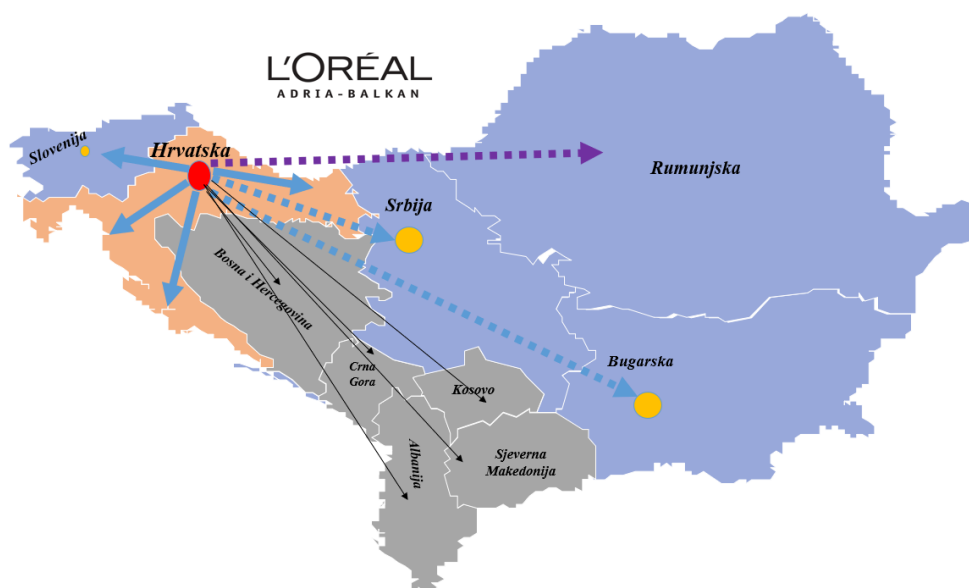 L'ORÉAL
ADRIA-BALKAN
Slovenija
Hrvatska
Rumunjska
Srbija
Bosna i Hercegovina
Bugarska
Crna
Gora
Kosovo
Albanija
Sjeverna
Makedonija